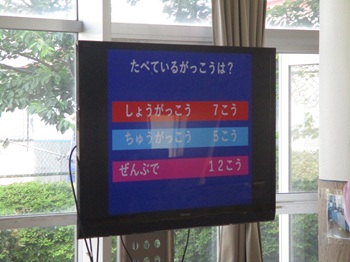 たべているがっこうは？
しょうがっこう　7こう
ちゅうがっこう　5こう
ぜんぶで　12こう